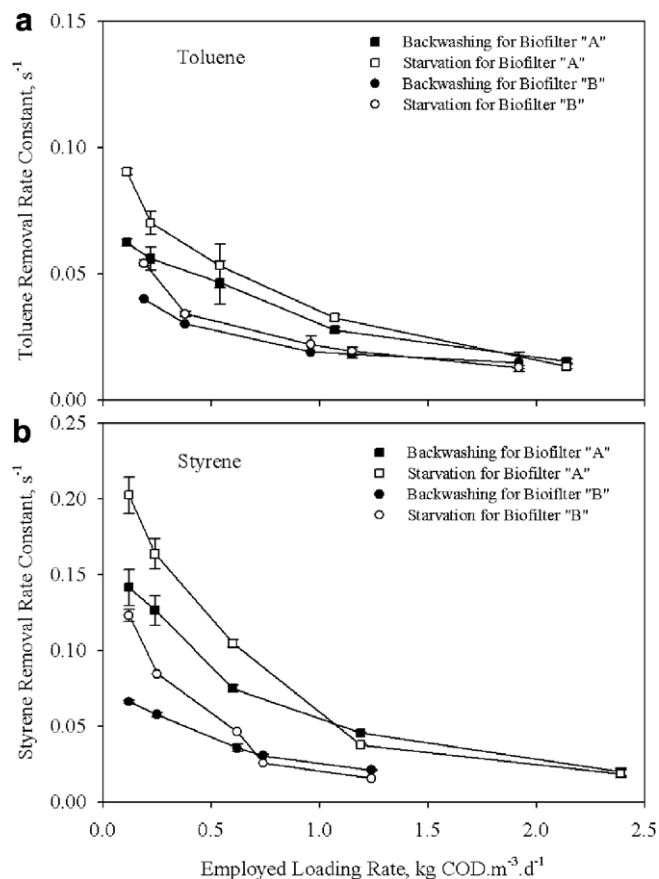 a
0.15
0.10
0.05
0.00
Toluene Removal Rate Constant, s⁻¹
Toluene
Backwashing for Biofilter "A"
Starvation for Biofilter "A"
Backwashing for Biofilter "B"
Starvation for Biofilter "B"
b
0.25
0.20
0.15
0.10
0.05
0.00
Styrene Removal Rate Constant, s⁻¹
Styrene
Backwashing for Biofilter "A"
Starvation for Biofilter "A"
Backwashing for Bioifilter "B"
Starvation for Biofilter "B"
0.0 0.5 1.0 1.5 2.0 2.5
Employed Loading Rate, kg COD.m⁻³.d⁻¹